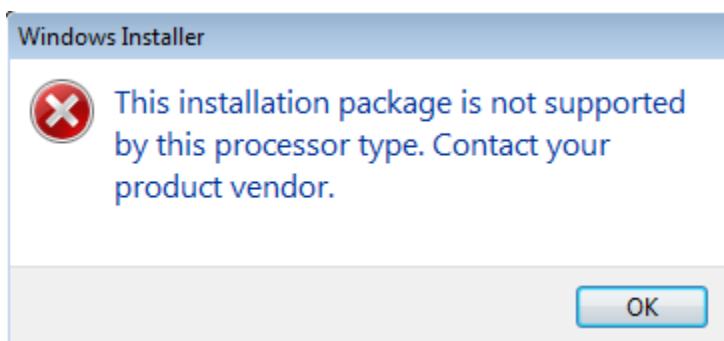 Windows Installer
This installation package is not supported
by this processor type. Contact your
product vendor.
OK